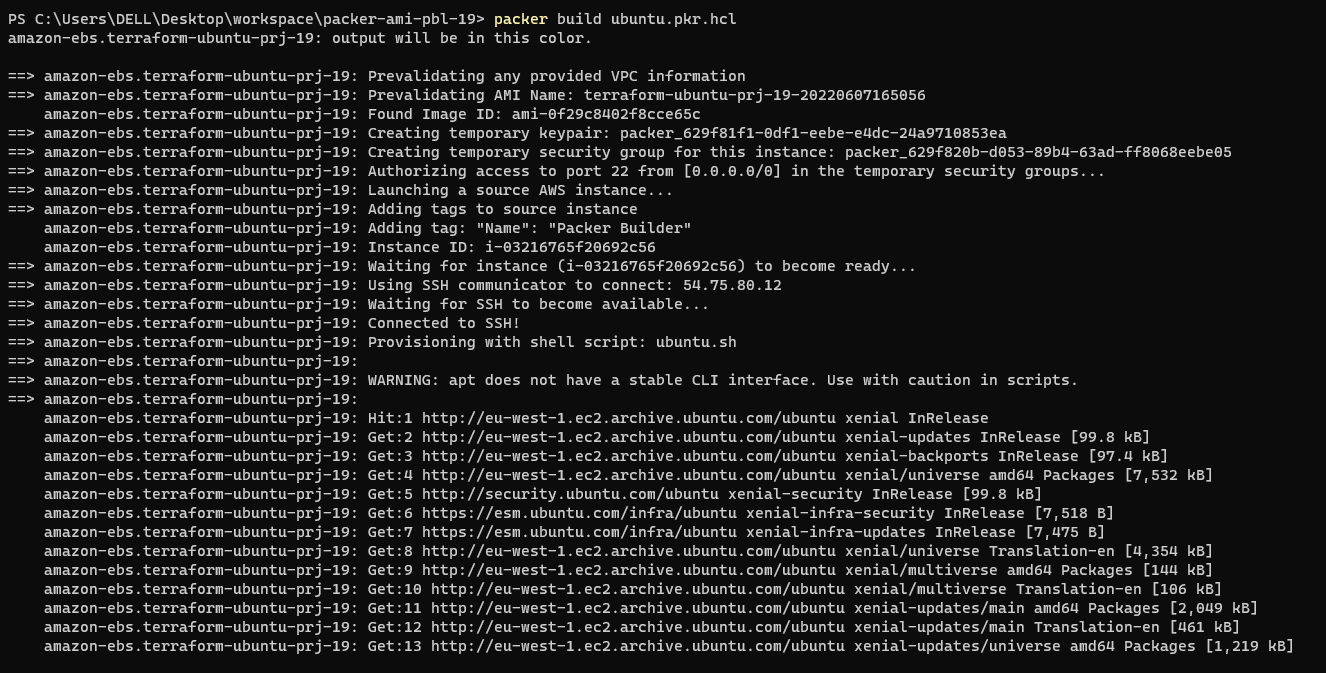 PS C:\Users\DELL\Desktop\workspace\packer-ami-pbl-19> packer build ubuntu.pkr.hcl
amazon-ebs.terraform-ubuntu-prj-19: output will be in this color.

==> amazon-ebs.terraform-ubuntu-prj-19: Prevalidating any provided VPC information
==> amazon-ebs.terraform-ubuntu-prj-19: Prevalidating AMI Name: terraform-ubuntu-prj-19-20220607165056
    amazon-ebs.terraform-ubuntu-prj-19: Found Image ID: ami-0f29c8402f8cce65c
==> amazon-ebs.terraform-ubuntu-prj-19: Creating temporary keypair: packer_629f81f1-0df1-eebe-e4dc-24a9710853ea
==> amazon-ebs.terraform-ubuntu-prj-19: Creating temporary security group for this instance: packer_629f820b-d053-89b4-63ad-ff8068eebe05
==> amazon-ebs.terraform-ubuntu-prj-19: Authorizing access to port 22 from [0.0.0.0/0] in the temporary security groups...
==> amazon-ebs.terraform-ubuntu-prj-19: Launching a source AWS instance...
==> amazon-ebs.terraform-ubuntu-prj-19: Adding tags to source instance
    amazon-ebs.terraform-ubuntu-prj-19: Adding tag: "Name": "Packer Builder"
    amazon-ebs.terraform-ubuntu-prj-19: Instance ID: i-03216765f20692c56
==> amazon-ebs.terraform-ubuntu-prj-19: Waiting for instance (i-03216765f20692c56) to become ready...
==> amazon-ebs.terraform-ubuntu-prj-19: Using SSH communicator to connect: 54.75.80.12
==> amazon-ebs.terraform-ubuntu-prj-19: Waiting for SSH to become available...
==> amazon-ebs.terraform-ubuntu-prj-19: Connected to SSH!
==> amazon-ebs.terraform-ubuntu-prj-19: Provisioning with shell script: ubuntu.sh
==> amazon-ebs.terraform-ubuntu-prj-19:
==> amazon-ebs.terraform-ubuntu-prj-19: WARNING: apt does not have a stable CLI interface. Use with caution in scripts.
==> amazon-ebs.terraform-ubuntu-prj-19:
    amazon-ebs.terraform-ubuntu-prj-19: Hit:1 http://eu-west-1.ec2.archive.ubuntu.com/ubuntu xenial InRelease
    amazon-ebs.terraform-ubuntu-prj-19: Get:2 http://eu-west-1.ec2.archive.ubuntu.com/ubuntu xenial-updates InRelease [99.8 kB]
    amazon-ebs.terraform-ubuntu-prj-19: Get:3 http://eu-west-1.ec2.archive.ubuntu.com/ubuntu xenial-backports InRelease [97.4 kB]
    amazon-ebs.terraform-ubuntu-prj-19: Get:4 http://eu-west-1.ec2.archive.ubuntu.com/ubuntu xenial/universe amd64 Packages [7,532 kB]
    amazon-ebs.terraform-ubuntu-prj-19: Get:5 http://security.ubuntu.com/ubuntu xenial-security InRelease [99.8 kB]
    amazon-ebs.terraform-ubuntu-prj-19: Get:6 https://esm.ubuntu.com/infra/ubuntu xenial-infra-security InRelease [7,518 B]
    amazon-ebs.terraform-ubuntu-prj-19: Get:7 https://esm.ubuntu.com/infra/ubuntu xenial-infra-updates InRelease [7,475 B]
    amazon-ebs.terraform-ubuntu-prj-19: Get:8 http://eu-west-1.ec2.archive.ubuntu.com/ubuntu xenial/universe Translation-en [4,354 kB]
    amazon-ebs.terraform-ubuntu-prj-19: Get:9 http://eu-west-1.ec2.archive.ubuntu.com/ubuntu xenial/multiverse amd64 Packages [144 kB]
    amazon-ebs.terraform-ubuntu-prj-19: Get:10 http://eu-west-1.ec2.archive.ubuntu.com/ubuntu xenial/multiverse Translation-en [106 kB]
    amazon-ebs.terraform-ubuntu-prj-19: Get:11 http://eu-west-1.ec2.archive.ubuntu.com/ubuntu xenial-updates/main amd64 Packages [2,049 kB]
    amazon-ebs.terraform-ubuntu-prj-19: Get:12 http://eu-west-1.ec2.archive.ubuntu.com/ubuntu xenial-updates/main Translation-en [461 kB]
    amazon-ebs.terraform-ubuntu-prj-19: Get:13 http://eu-west-1.ec2.archive.ubuntu.com/ubuntu xenial-updates/universe amd64 Packages [1,219 kB]